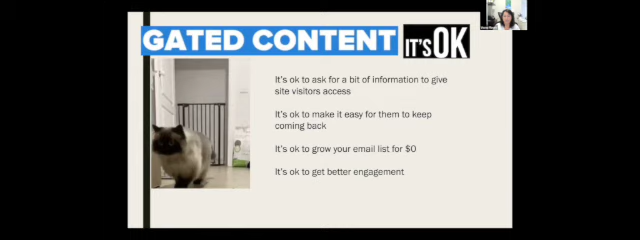 GATED CONTENT IT'S OK
It's ok to ask for a bit of information to give
site visitors access
It's ok to make it easy for them to keep
coming back
It's ok to grow your email list for $0
It's ok to get better engagement